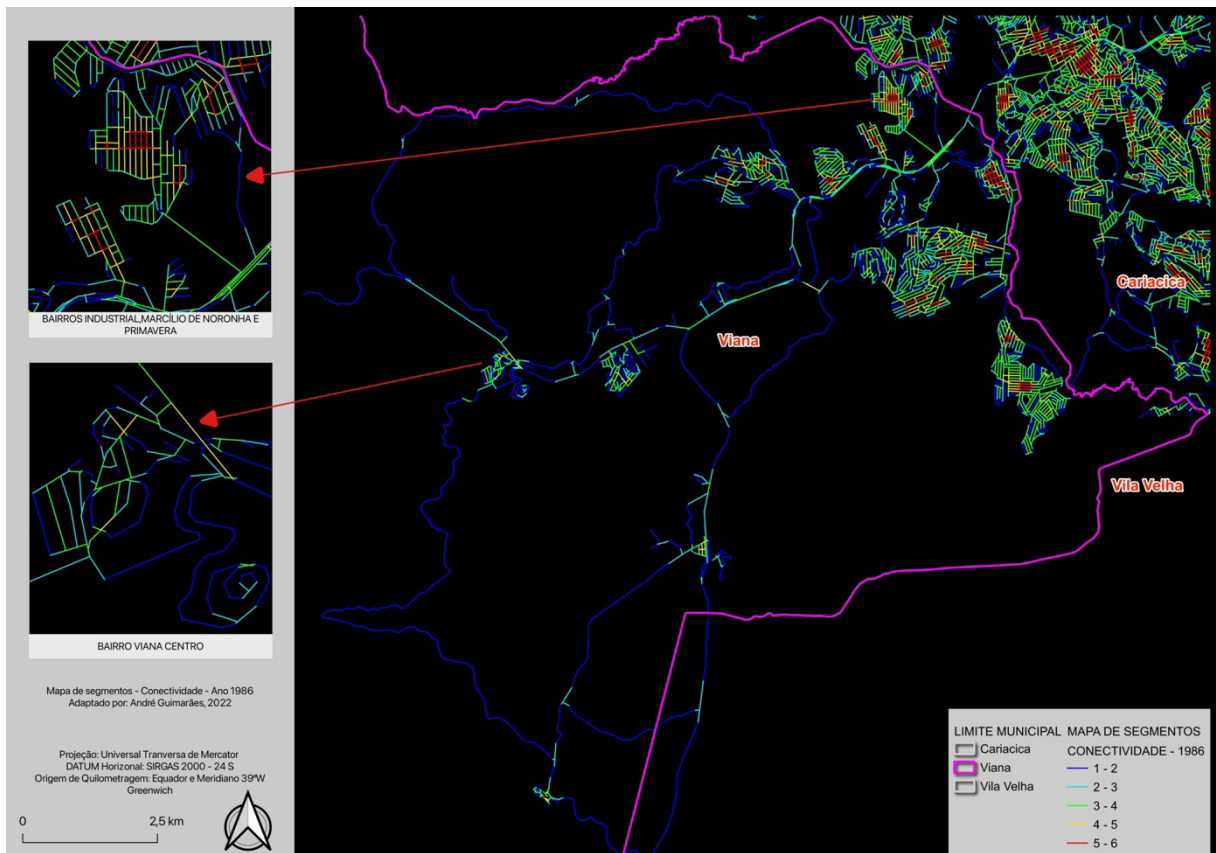 BAIRROS INDUSTRIAL,MARCÍLIO DE NORONHA E
PRIMAVERA
BAIRRO VIANA CENTRO
Mapa de segmentos - Conectividade - Ano 1986
Adaptado por: André Guimarães, 2022
Projeção: Universal Tranversa de Mercator
DATUM Horizonal: SIRGAS 2000 - 24 S
Origem de Quilometragem: Equador e Meridiano 39ºW
Greenwich
0 2,5 km
Cariacica
Viana
Vila Velha
LIMITE MUNICIPAL
Cariacica
Viana
Vila Velha
MAPA DE SEGMENTOS
CONECTIVIDADE - 1986
1 - 2
2 - 3
3 - 4
4 - 5
5 - 6